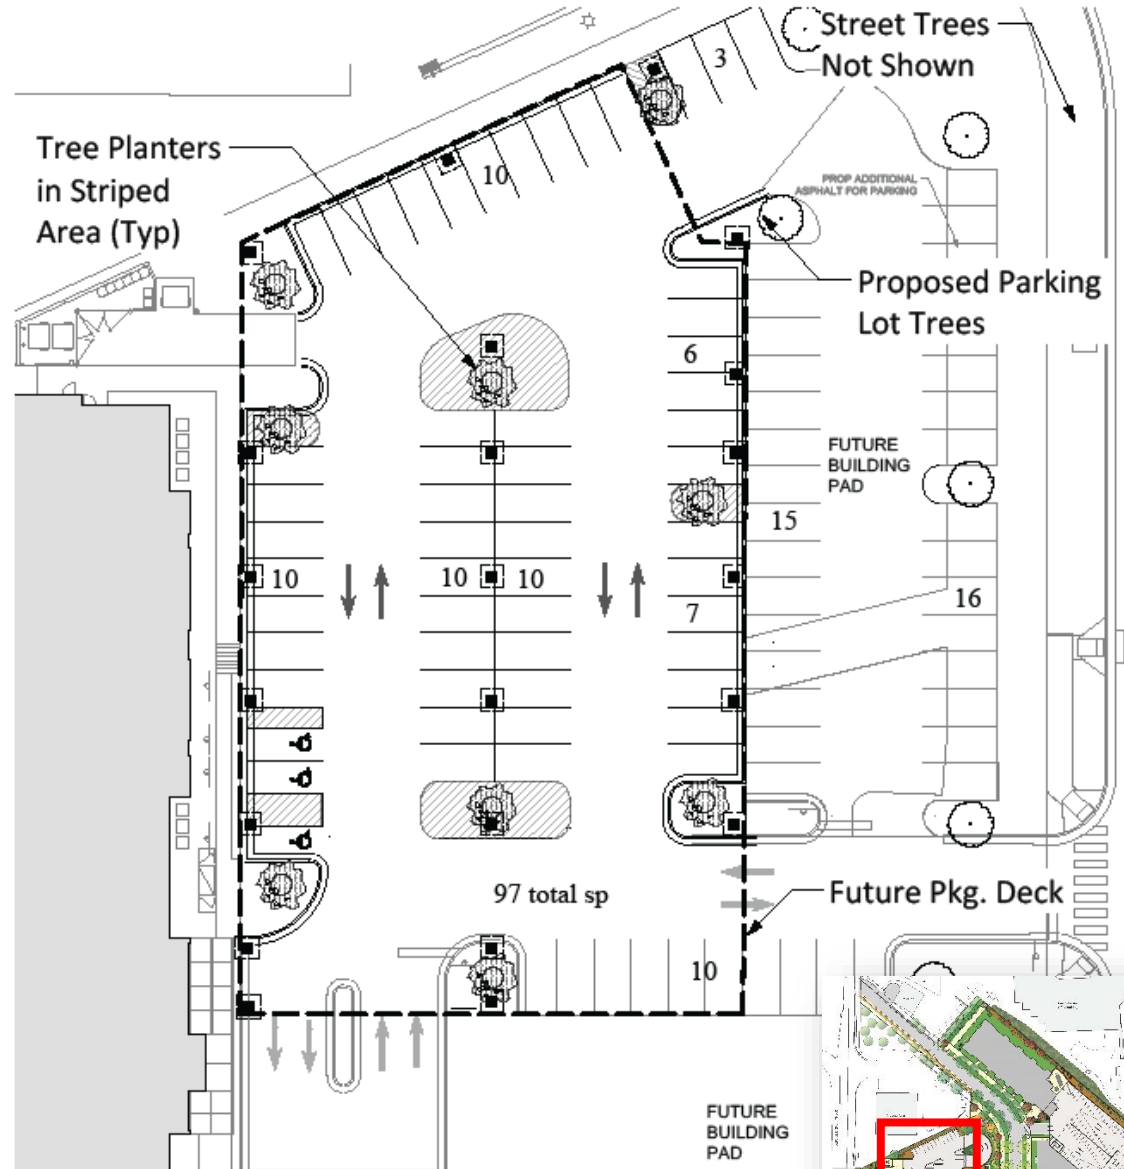 Street Trees
Not Shown
3
Tree Planters
in Striped
Area (Typ)
10
PROP ADDITIONAL
ASPHALT FOR PARKING
Proposed Parking
Lot Trees
6
FUTURE
BUILDING
PAD
15
10
10
10
7
16
97 total sp
Future Pkg. Deck
10
FUTURE
BUILDING
PAD